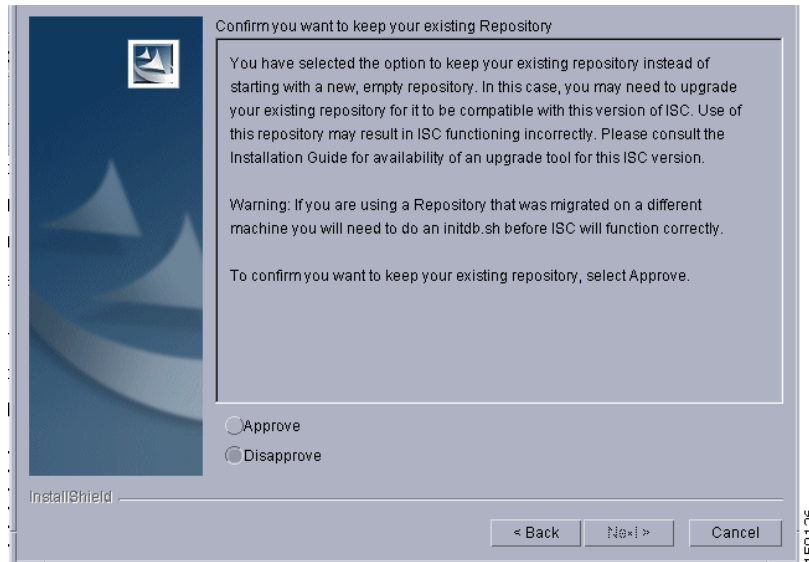 Confirm you want to keep your existing Repository
You have selected the option to keep your existing repository instead of
starting with a new, empty repository. In this case, you may need to upgrade
your existing repository for it to be compatible with this version of ISC. Use of
this repository may result in ISC functioning incorrectly. Please consult the
Installation Guide for availability of an upgrade tool for this ISC version.
Warning: If you are using a Repository that was migrated on a different
machine you will need to do an initdb.sh before ISC will function correctly.
To confirm you want to keep your existing repository, select Approve.
Approve
Disapprove
InstallShield
< Back
Next >
Cancel